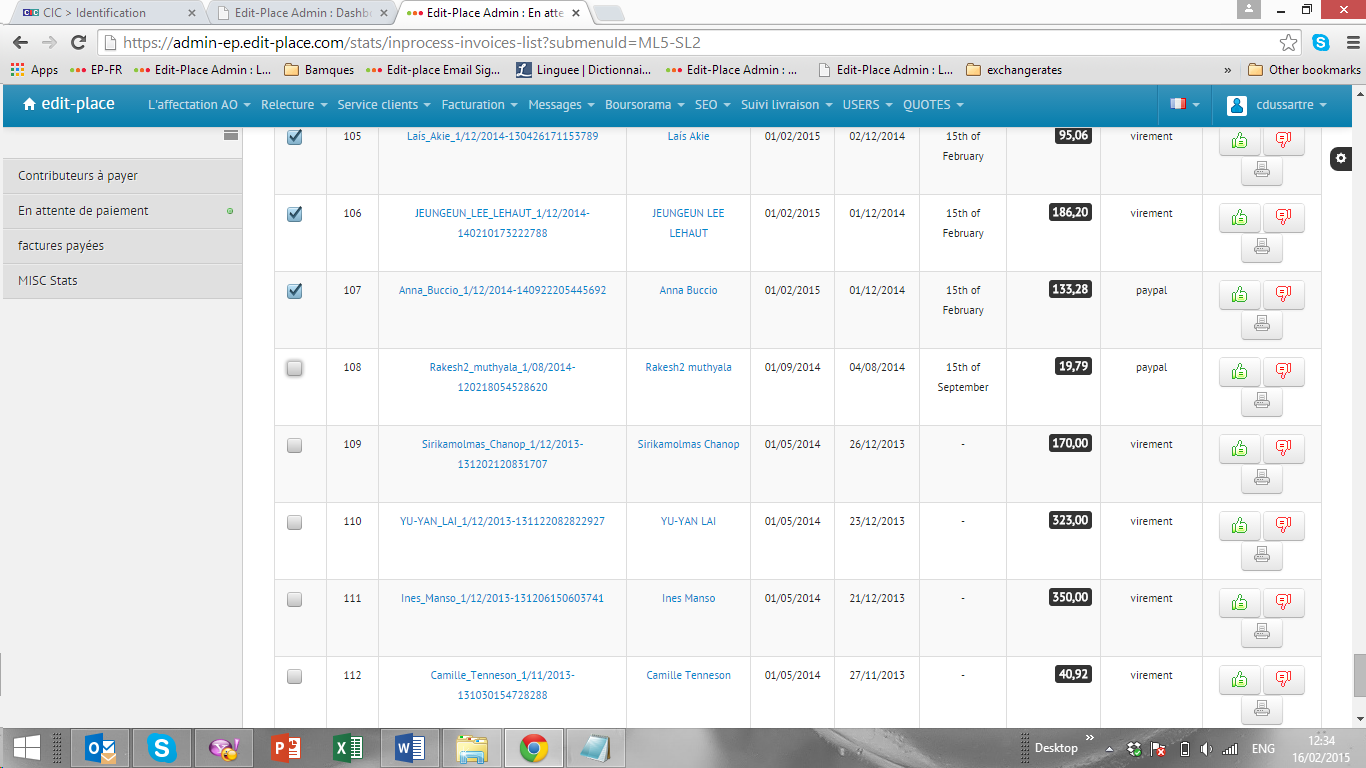 CIC > Identification
Edit-Place Admin : Dashb
Edit-Place Admin : En atte
https://admin-ep.edit-place.com/stats/inprocess-invoices-list?submenuId=ML5-SL2
Apps EP-FR Edit-Place Admin : L... Bamques Edit-place Email Sig... Linguee | Dictionnai... Edit-Place Admin : ... Edit-Place Admin : L... exchangerates » Other bookmarks
edit-place L'affectation AO Relecture Service clients Facturation Messages Boursorama SEO Suivi livraison USERS QUOTES cdussartre
Contributeurs à payer
En attente de paiement
factures payées
MISC Stats
105 Laís_Akie_1/12/2014-130426171153789 Laís Akie 01/02/2015 02/12/2014 15th of 95,06 virement
February
106 JEUNGEUN_LEE_LEHAUT_1/12/2014- JEUNGEUN LEE 01/02/2015 01/12/2014 15th of 186,20 virement
140210173222788 LEHAUT February
107 Anna_Buccio_1/12/2014-140922205445692 Anna Buccio 01/02/2015 01/12/2014 15th of 133,28 paypal
February
108 Rakesh2_muthyala_1/08/2014- Rakesh2 muthyala 01/09/2014 04/08/2014 15th of 19,79 paypal
120218054528620 September
109 Sirikamolmas_Chanop_1/12/2013- Sirikamolmas Chanop 01/05/2014 26/12/2013 - 170,00 virement
131202120831707
110 YU-YAN_LAI_1/12/2013-131122082822927 YU-YAN LAI 01/05/2014 23/12/2013 - 323,00 virement
111 Ines_Manso_1/12/2013-131206150603741 Ines Manso 01/05/2014 21/12/2013 - 350,00 virement
112 Camille_Tenneson_1/11/2013- Camille Tenneson 01/05/2014 27/11/2013 - 40,92 virement
131030154728288
Desktop » ENG 12:34
16/02/2015